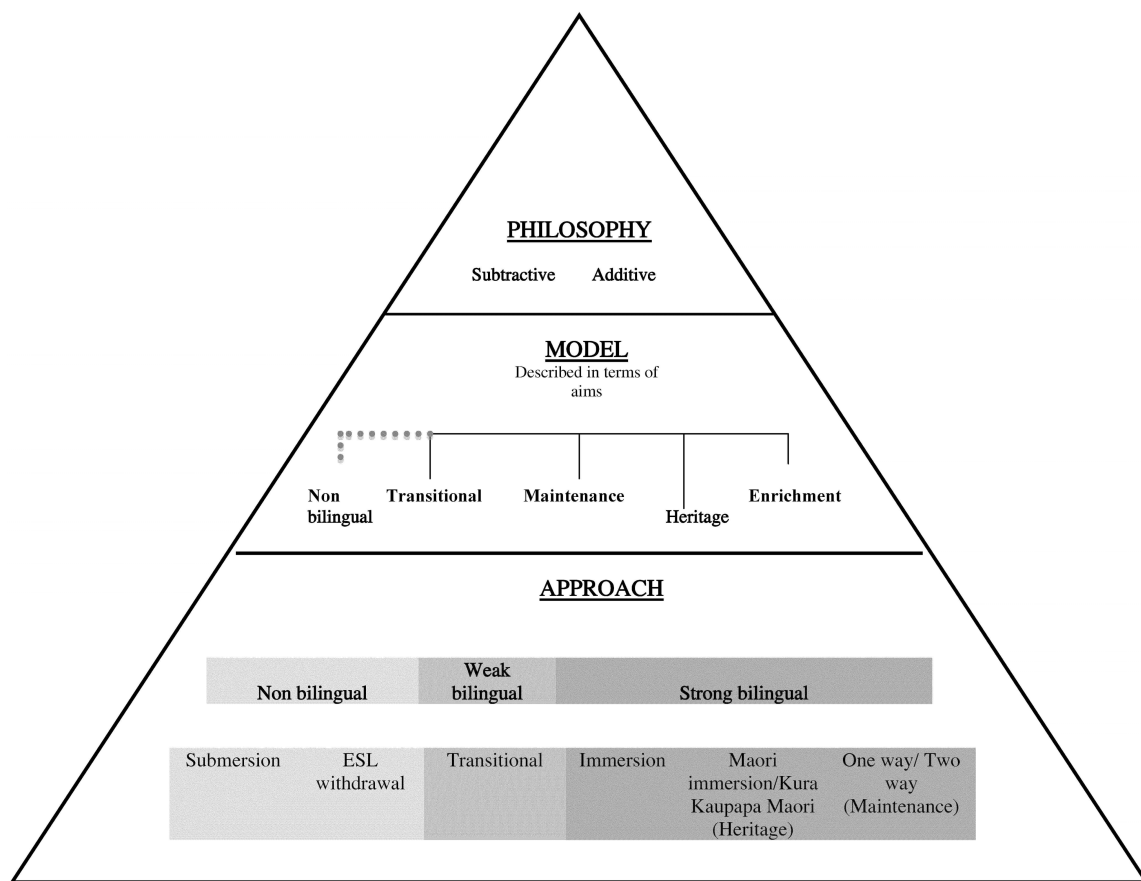 PHILOSOPHY
Subtractive Additive
MODEL
Described in terms of
aims
Non
bilingual
Transitional
Maintenance
Heritage
Enrichment
APPROACH
Non bilingual
Weak
bilingual
Strong bilingual
Submersion
ESL
withdrawal
Transitional
Immersion
Maori
immersion/Kura
Kaupapa Maori
(Heritage)
One way/ Two
way
(Maintenance)